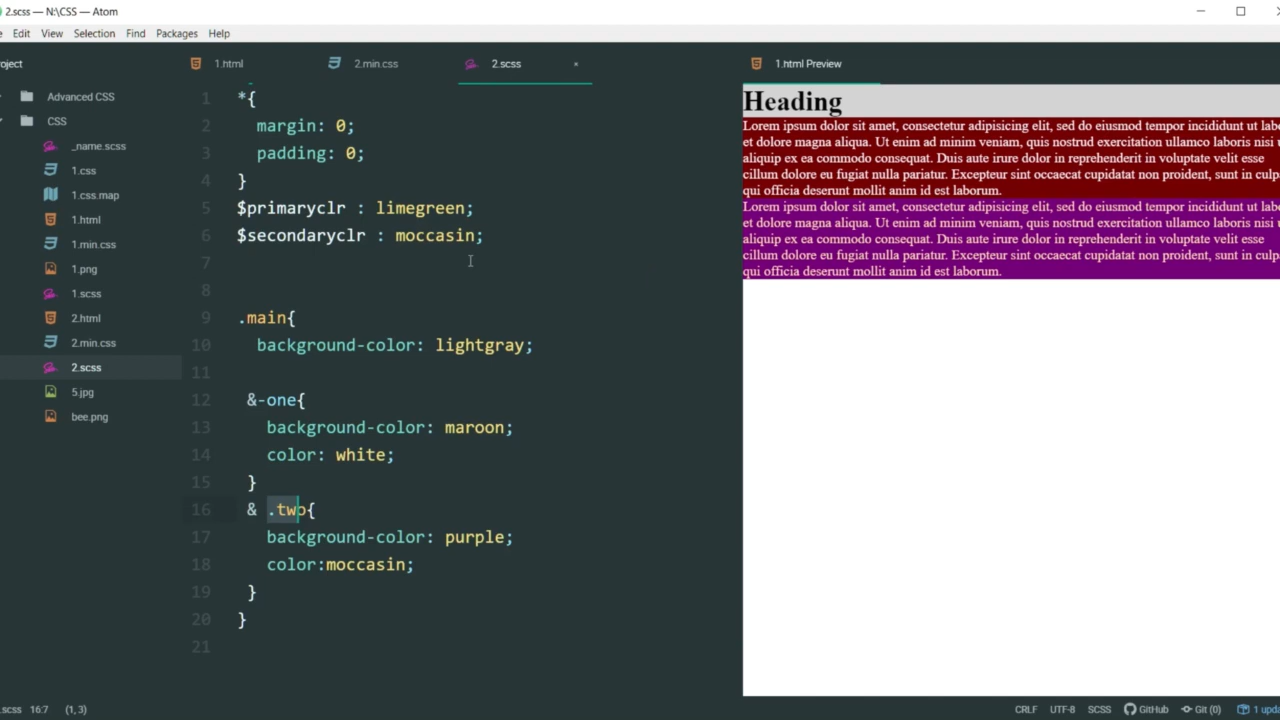 2.scss — N:\CSS — Atom
Edit View Selection Find Packages Help
oject
1.html
2.min.css
2.scss
1.html Preview
Advanced CSS
CSS
_name.scss
1.css
1.css.map
1.html
1.min.css
1.png
1.scss
2.html
2.min.css
2.scss
5.jpg
bee.png
1 *{
2 margin: 0;
3 padding: 0;
4 }
5 $primaryclr : limegreen;
6 $secondaryclr : moccasin;
7
8
9 .main{
10 background-color: lightgray;
11
12 &-one{
13 background-color: maroon;
14 color: white;
15 }
16 & .two{
17 background-color: purple;
18 color:moccasin;
19 }
20 }
21
Heading
Lorem ipsum dolor sit amet, consectetur adipisicing elit, sed do eiusmod tempor incididunt ut labo
et dolore magna aliqua. Ut enim ad minim veniam, quis nostrud exercitation ullamco laboris nisi u
aliquip ex ea commodo consequat. Duis aute irure dolor in reprehenderit in voluptate velit esse
cillum dolore eu fugiat nulla pariatur. Excepteur sint occaecat cupidatat non proident, sunt in culpa
qui officia deserunt mollit anim id est laborum.
Lorem ipsum dolor sit amet, consectetur adipisicing elit, sed do eiusmod tempor incididunt ut labo
et dolore magna aliqua. Ut enim ad minim veniam, quis nostrud exercitation ullamco laboris nisi u
aliquip ex ea commodo consequat. Duis aute irure dolor in reprehenderit in voluptate velit esse
cillum dolore eu fugiat nulla pariatur. Excepteur sint occaecat cupidatat non proident, sunt in culpa
qui officia deserunt mollit anim id est laborum.
.scss 16:7 (1, 3) CRLF UTF-8 SCSS GitHub Git (0) 1 upda